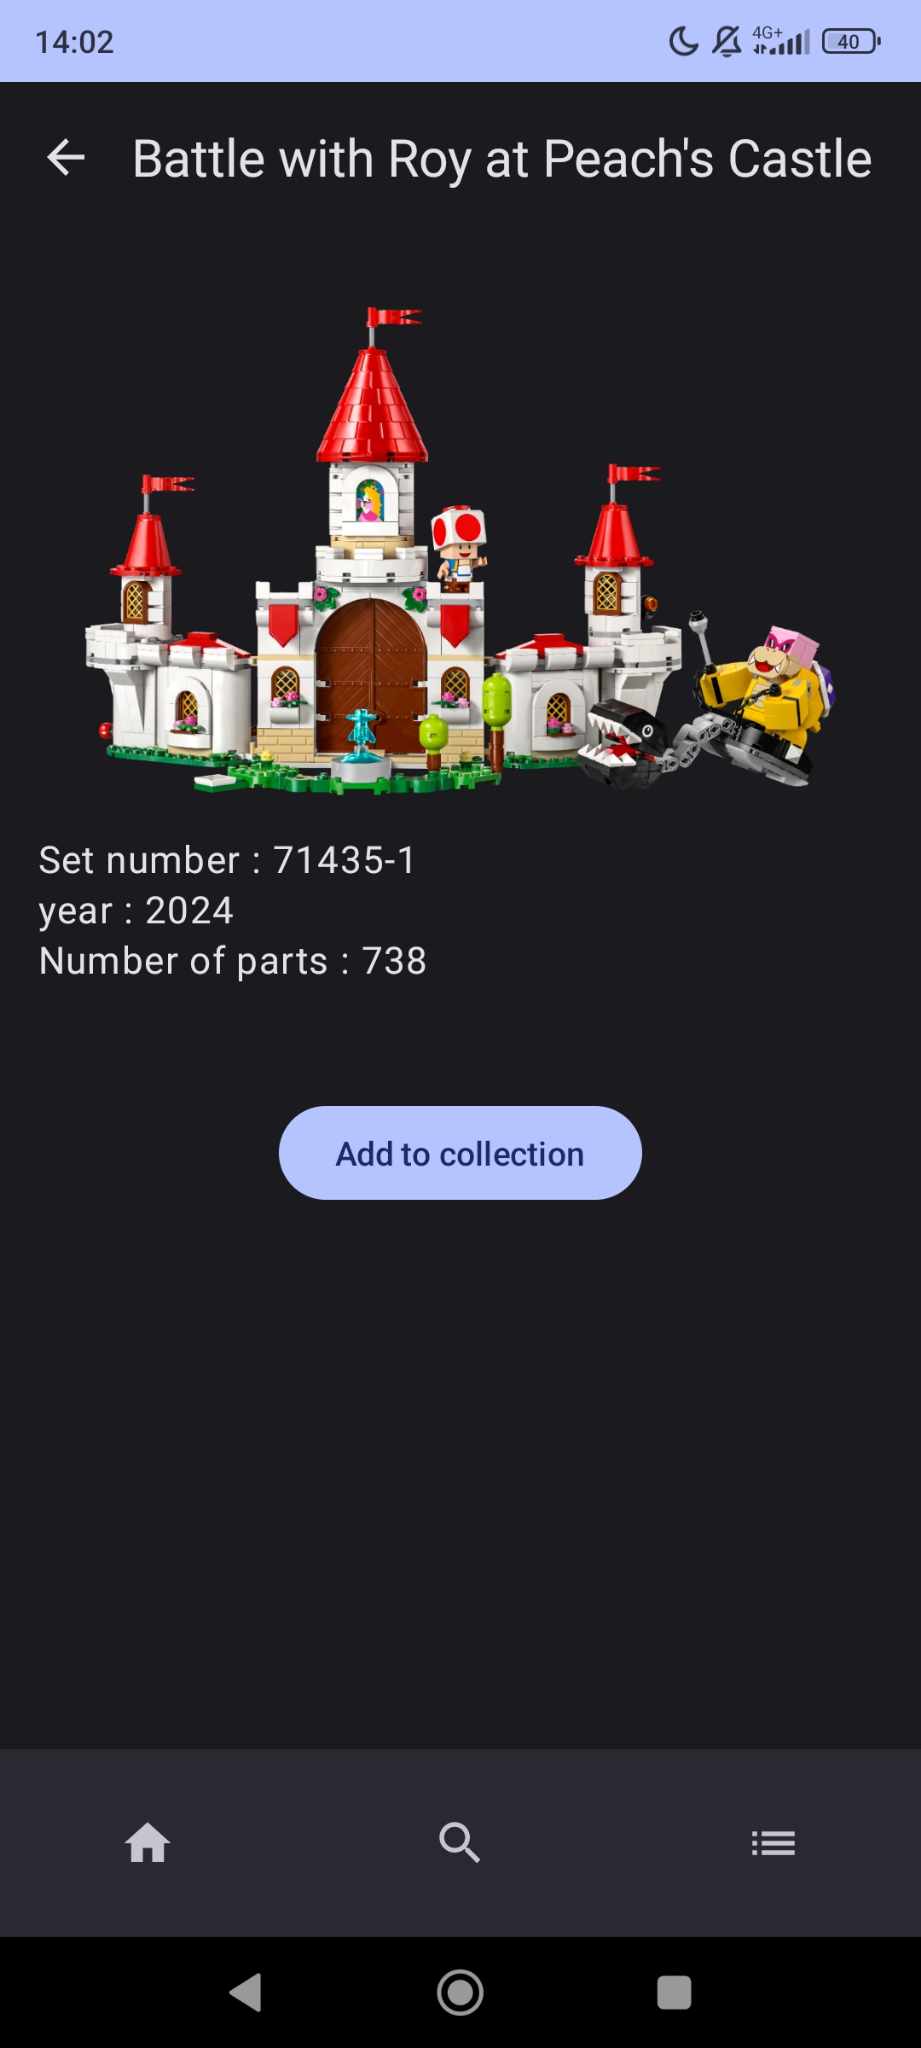 14:02
4G+
40
Battle with Roy at Peach's Castle
Set number : 71435-1
year : 2024
Number of parts : 738
Add to collection